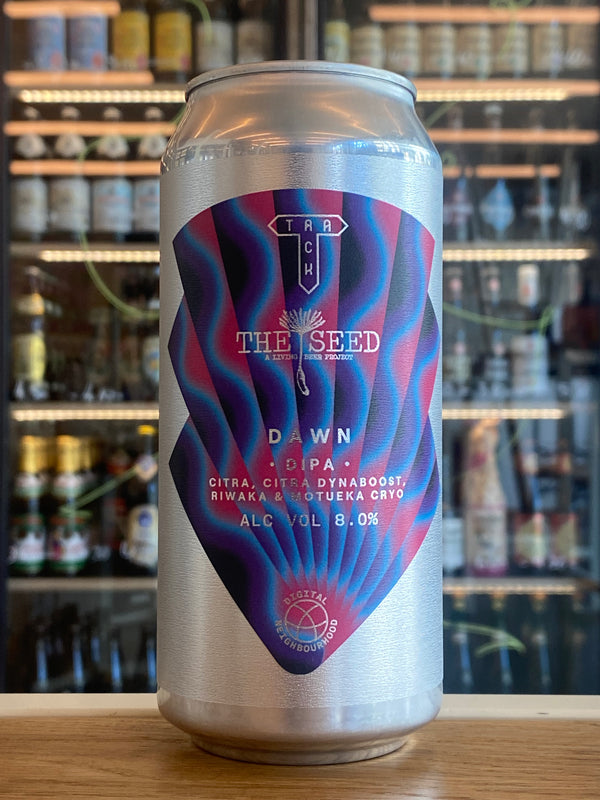 TRACK
THE SEED
A LIVING BEER PROJECT
DAWN
• DIPA •
CITRA, CITRA DYNABOOST,
RIWAKA & MOTUEKA CRYO
ALC VOL 8.0%
DIGITAL
NEIGHBOURHOOD